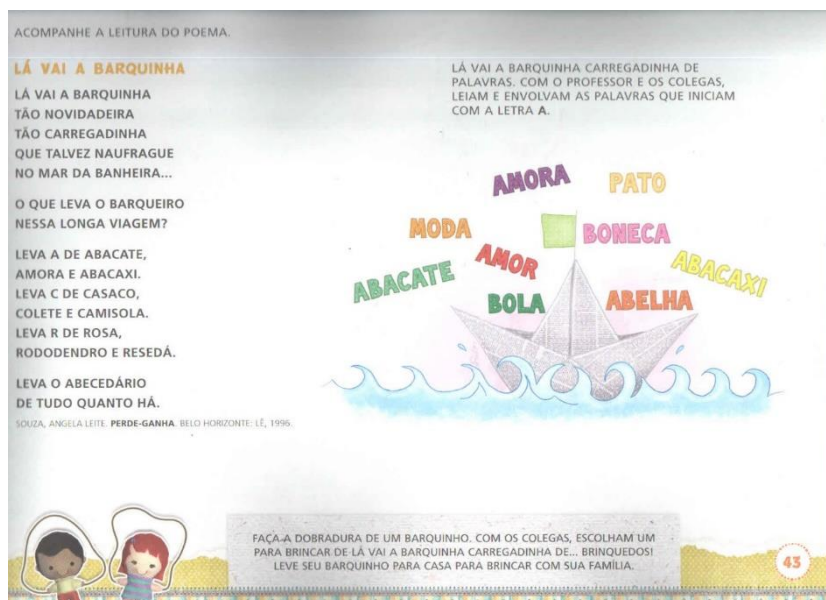 ACOMPANHE A LEITURA DO POEMA.
LÁ VAI A BARQUINHA
LÁ VAI A BARQUINHA
TÃO NOVIDADEIRA
TÃO CARREGADINHA
QUE TALVEZ NAUFRAGUE
NO MAR DA BANHEIRA...
O QUE LEVA O BARQUEIRO
NESSA LONGA VIAGEM?
LEVA A DE ABACATE,
AMORA E ABACAXI.
LEVA C DE CASACO,
COLETE E CAMISOLA.
LEVA R DE ROSA,
RODODENDRO E RESEDÁ.
LEVA O ABECEDÁRIO
DE TUDO QUANTO HÁ.
SOUZA, ANGELA LEITE. PERDE-GANHA. BELO HORIZONTE: LÊ, 1996.
LÁ VAI A BARQUINHA CARREGADINHA DE
PALAVRAS. COM O PROFESSOR E OS COLEGAS,
LEIAM E ENVOLVAM AS PALAVRAS QUE INICIAM
COM A LETRA A.
AMORA
PATO
MODA
BONECA
AMOR
ABACAXI
ABACATE
BOLA
ABELHA
FAÇA A DOBRADURA DE UM BARQUINHO. COM OS COLEGAS, ESCOLHAM UM
PARA BRINCAR DE LÁ VAI A BARQUINHA CARREGADINHA DE... BRINQUEDOS!
LEVE SEU BARQUINHO PARA CASA PARA BRINCAR COM SUA FAMÍLIA.
43